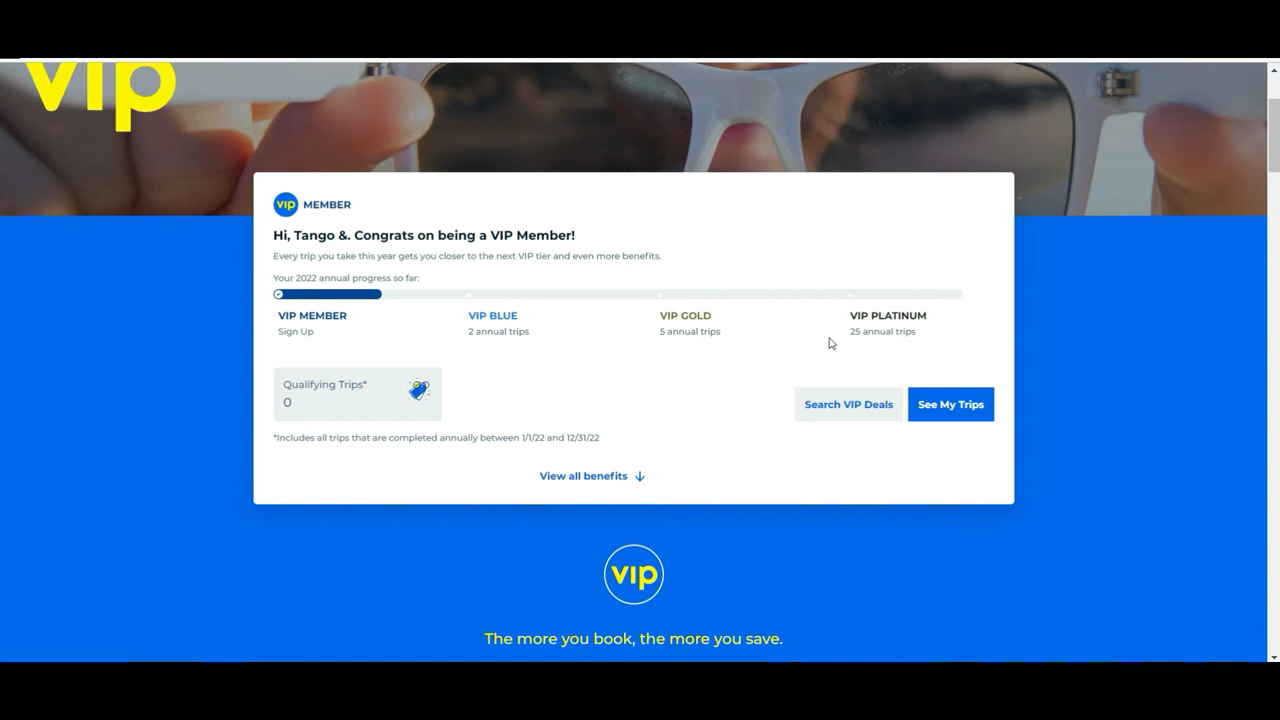 vip
vip MEMBER
Hi, Tango &. Congrats on being a VIP Member!
Every trip you take this year gets you closer to the next VIP tier and even more benefits.
Your 2022 annual progress so far:
VIP MEMBER VIP BLUE VIP GOLD VIP PLATINUM
Sign Up 2 annual trips 5 annual trips 25 annual trips
Qualifying Trips*
0
Search VIP Deals See My Trips
*Includes all trips that are completed annually between 1/1/22 and 12/31/22
View all benefits
vip
The more you book, the more you save.